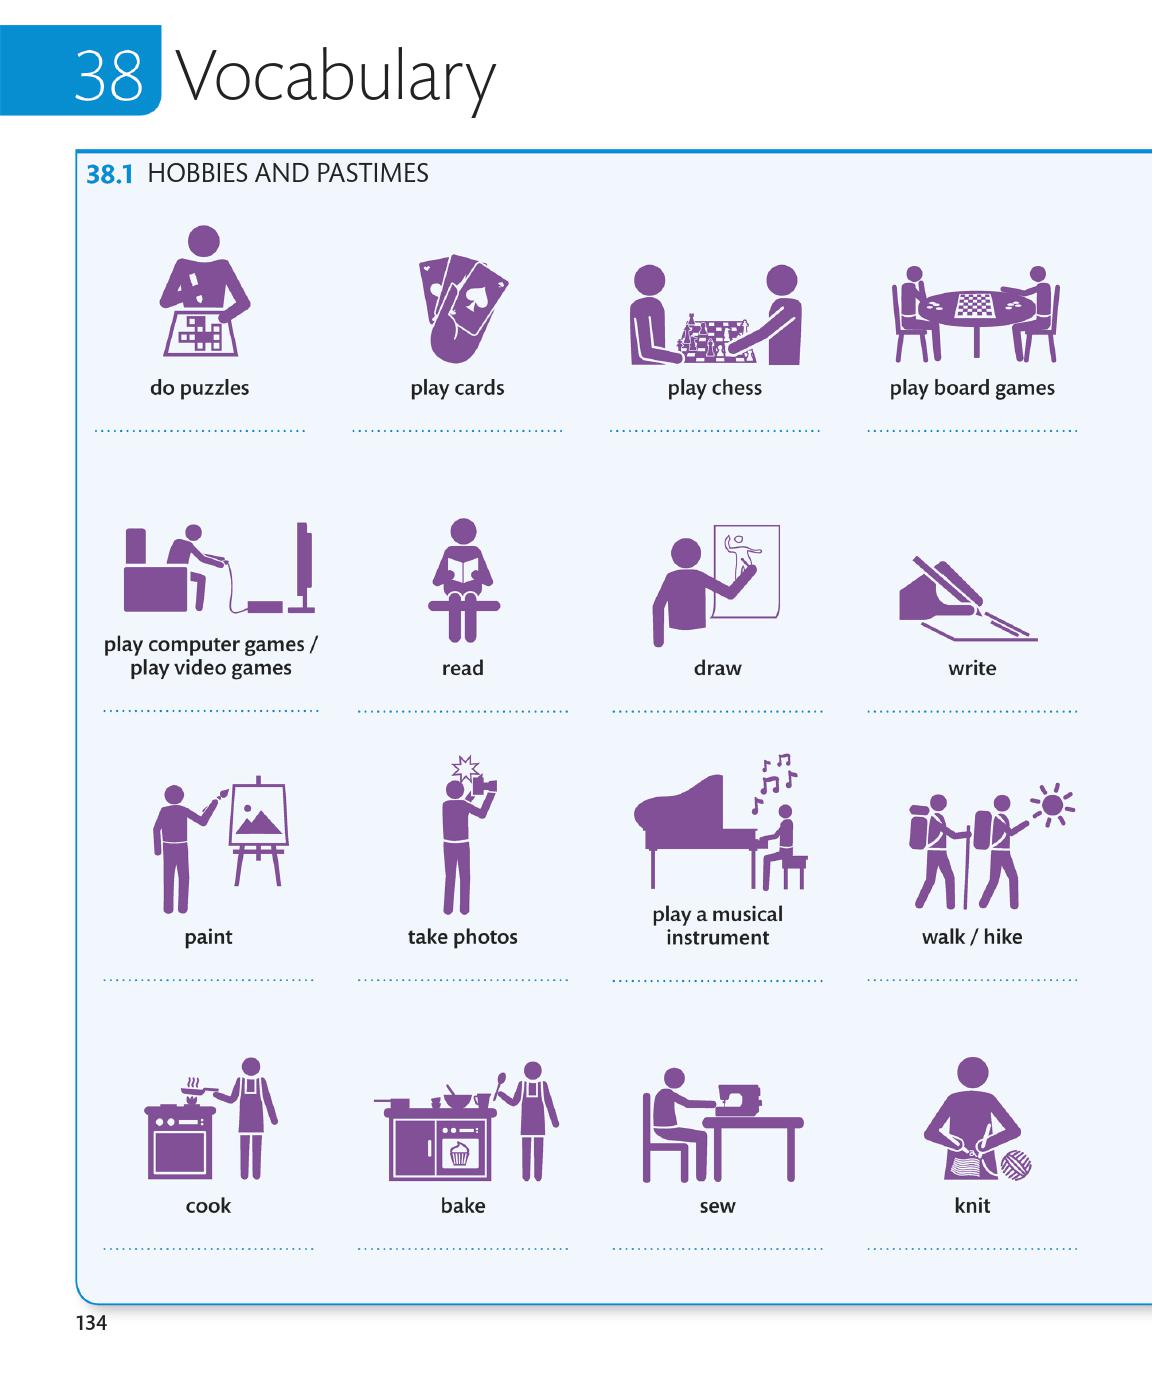 38 Vocabulary
38.1 HOBBIES AND PASTIMES
do puzzles
play cards
play chess
play board games
play computer games /
play video games
read
draw
write
paint
take photos
play a musical
instrument
walk / hike
cook
bake
sew
knit
134